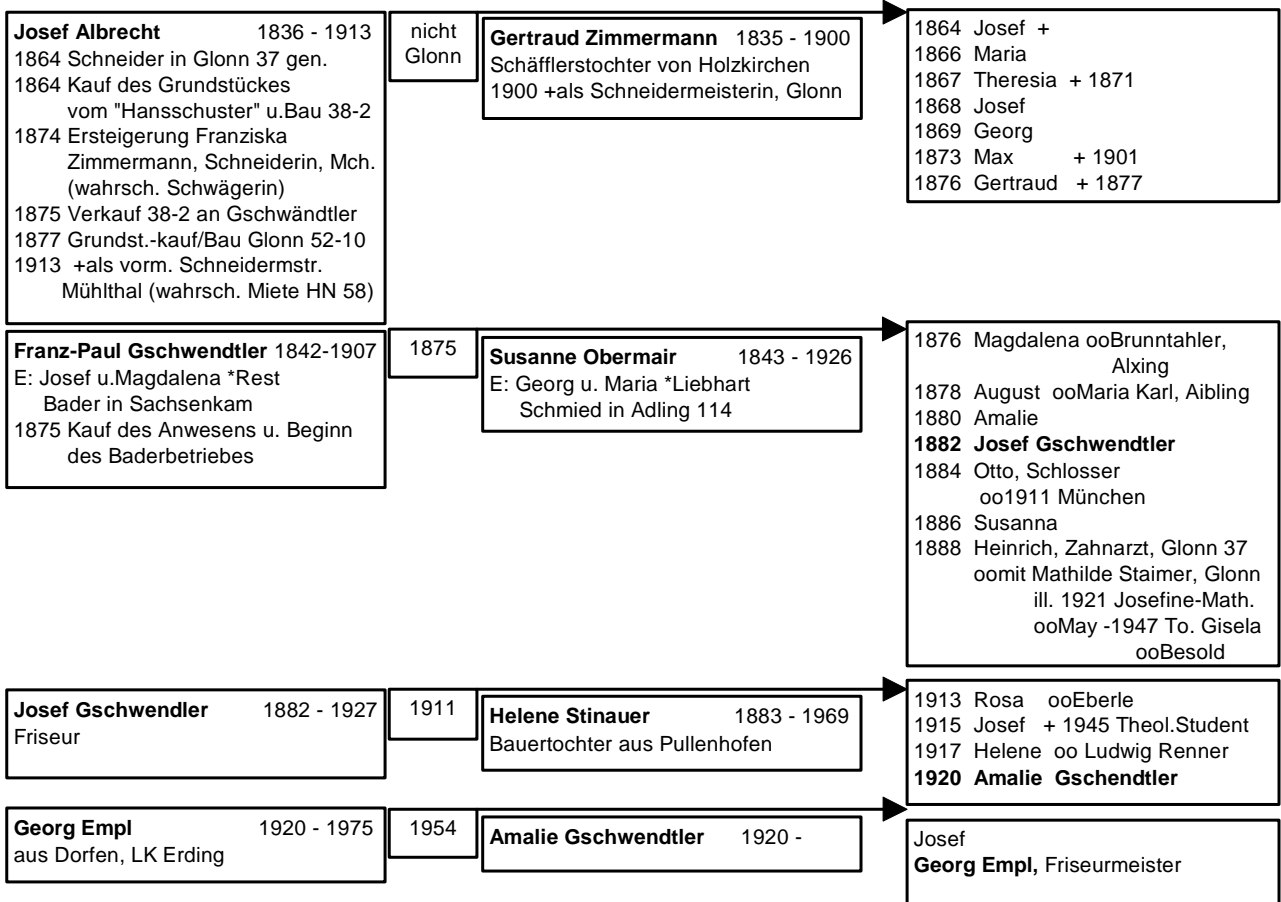 Josef Albrecht 1836 - 1913
1864 Schneider in Glonn 37 gen.
1864 Kauf des Grundstückes
vom "Hansschuster" u.Bau 38-2
1874 Ersteigerung Franziska
Zimmermann, Schneiderin, Mch.
(wahrsch. Schwägerin)
1875 Verkauf 38-2 an Gschwändtler
1877 Grundst.-kauf/Bau Glonn 52-10
1913 +als vorm. Schneidermstr.
Mühlthal (wahrsch. Miete HN 58)
nicht
Glonn
Gertraud Zimmermann 1835 - 1900
Schäfflerstochter von Holzkirchen
1900 +als Schneidermeisterin, Glonn
1864 Josef +
1866 Maria
1867 Theresia + 1871
1868 Josef
1869 Georg
1873 Max + 1901
1876 Gertraud + 1877
Franz-Paul Gschwendtler 1842-1907
E: Josef u.Magdalena *Rest
Bader in Sachsenkam
1875 Kauf des Anwesens u. Beginn
des Baderbetriebes
1875
Susanne Obermair 1843 - 1926
E: Georg u. Maria *Liebhart
Schmied in Adling 114
1876 Magdalena ooBrunntahler,
Alxing
1878 August ooMaria Karl, Aibling
1880 Amalie
1882 Josef Gschwendtler
1884 Otto, Schlosser
oo1911 München
1886 Susanna
1888 Heinrich, Zahnarzt, Glonn 37
oomit Mathilde Staimer, Glonn
ill. 1921 Josefine-Math.
ooMay -1947 To. Gisela
ooBesold
Josef Gschwendler 1882 - 1927
Friseur
1911
Helene Stinauer 1883 - 1969
Bauertochter aus Pullenhofen
1913 Rosa ooEberle
1915 Josef + 1945 Theol.Student
1917 Helene oo Ludwig Renner
1920 Amalie Gschendtler
Georg Empl 1920 - 1975
aus Dorfen, LK Erding
1954
Amalie Gschwendtler 1920 -
Josef
Georg Empl, Friseurmeister